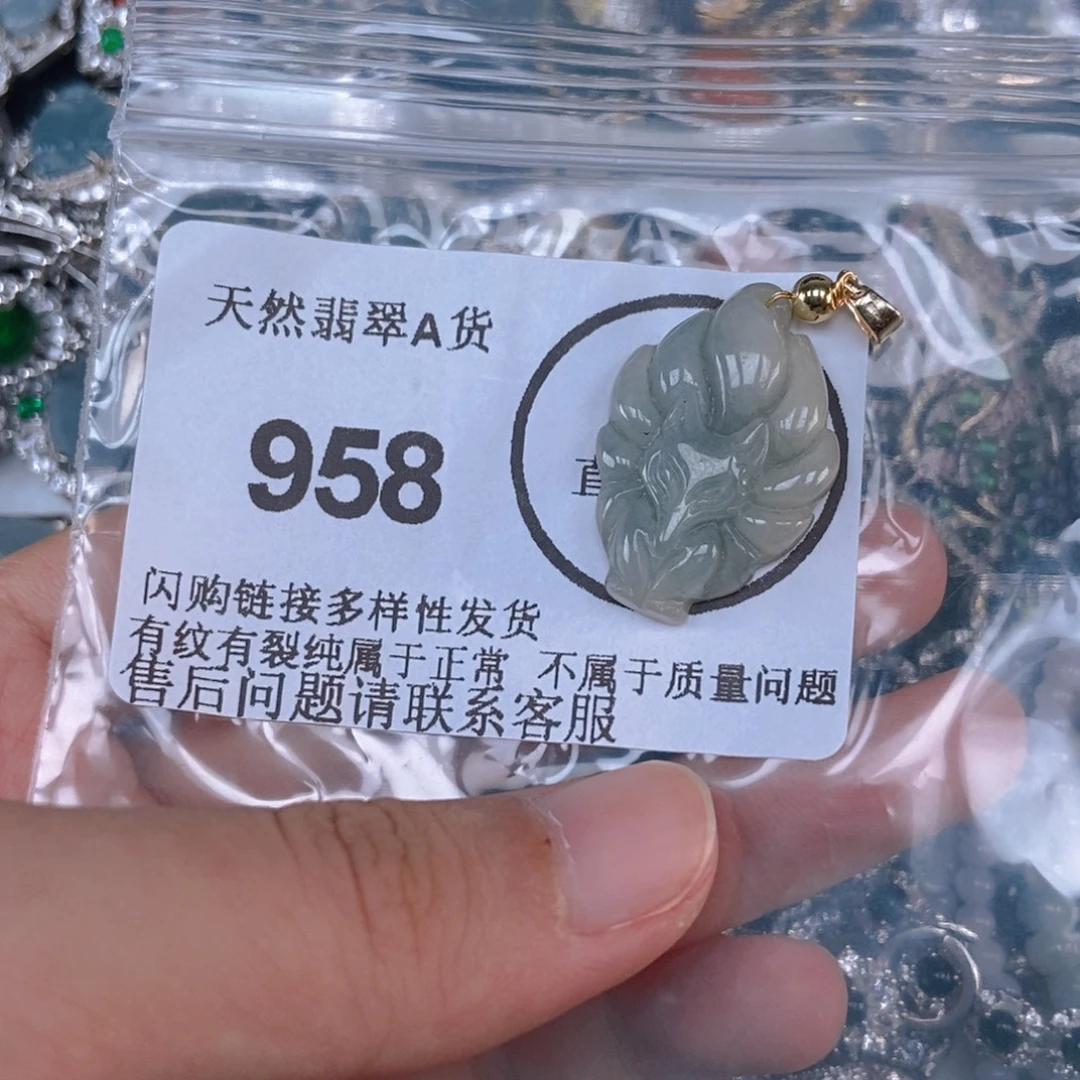 天然翡翠A货
958
直
闪购链接多样性发货
有纹有裂纯属于正常 不属于质量问题
售后问题请联系客服